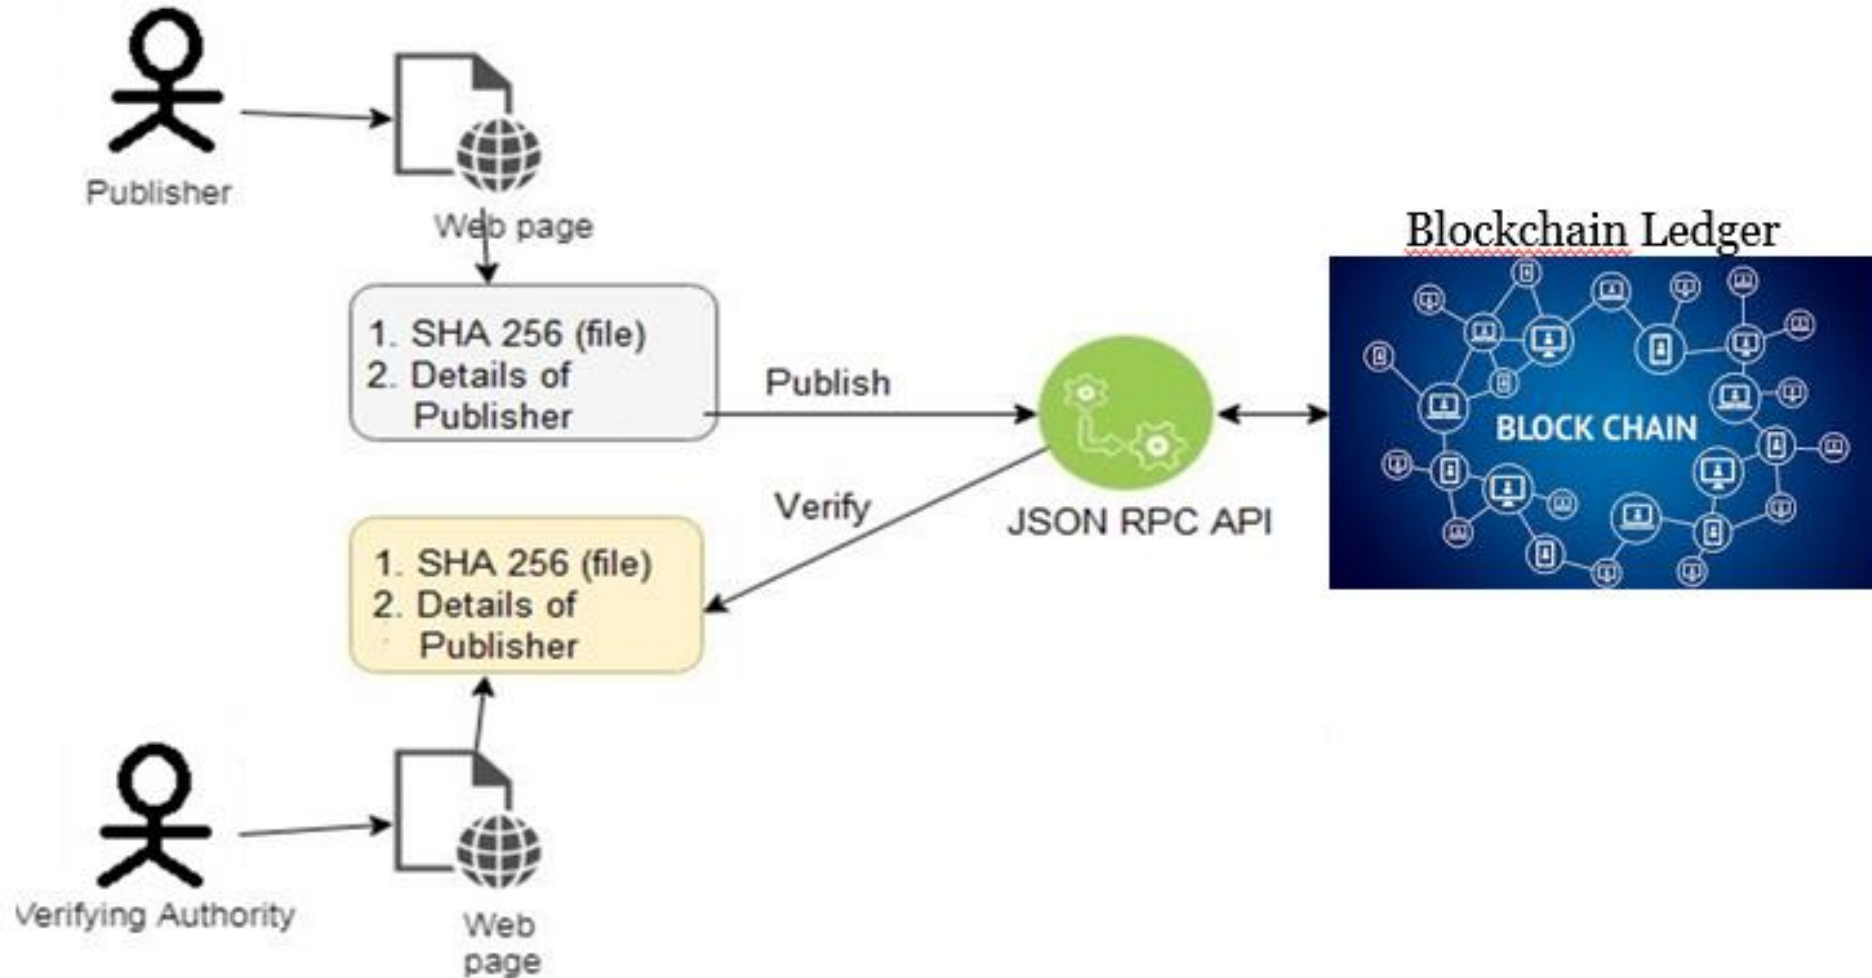 Publisher
Web page
Blockchain Ledger
1. SHA 256 (file)
2. Details of
Publisher
Publish
BLOCK CHAIN
Verify
JSON RPC API
1. SHA 256 (file)
2. Details of
Publisher
Verifying Authority
Web
page